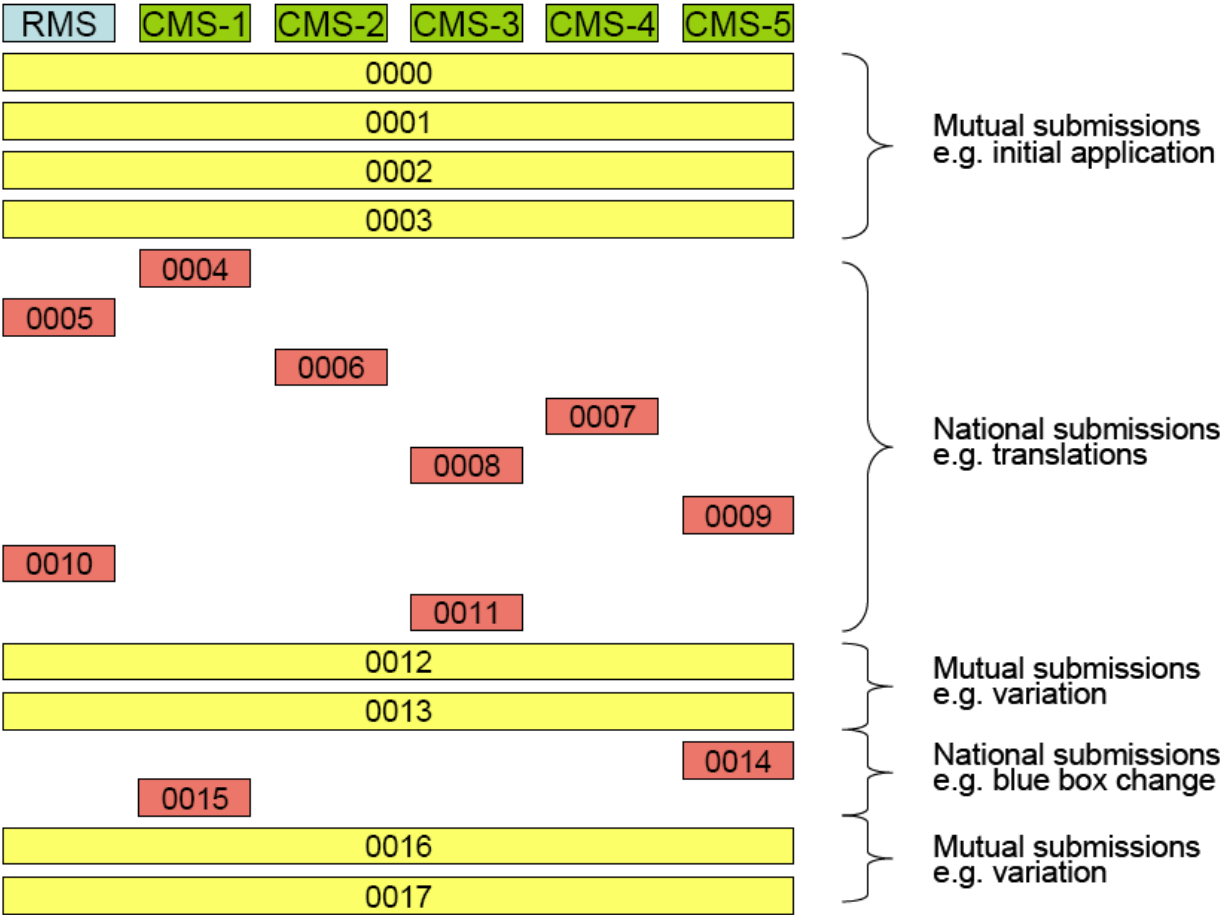 RMS CMS-1 CMS-2 CMS-3 CMS-4 CMS-5
0000
0001
0002
0003
Mutual submissions
e.g. initial application
0004
0005
0006
0007
0008
0009
0010
0011
National submissions
e.g. translations
0012
0013
Mutual submissions
e.g. variation
0014
0015
National submissions
e.g. blue box change
0016
0017
Mutual submissions
e.g. variation